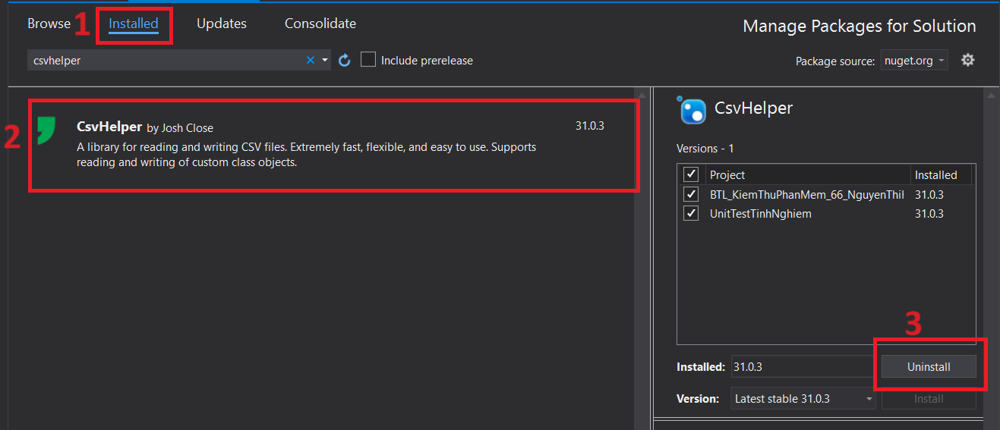 Browse 1 Installed Updates Consolidate
Manage Packages for Solution
csvhelper
Include prerelease
Package source: nuget.org
2
CsvHelper by Josh Close 31.0.3
A library for reading and writing CSV files. Extremely fast, flexible, and easy to use. Supports
reading and writing of custom class objects.
CsvHelper
Versions - 1
Project Installed
BTL_KiemThuPhanMem_66_NguyenThiH 31.0.3
UnitTestTinhNghiem 31.0.3
3
Installed: 31.0.3 Uninstall
Version: Latest stable 31.0.3 Install